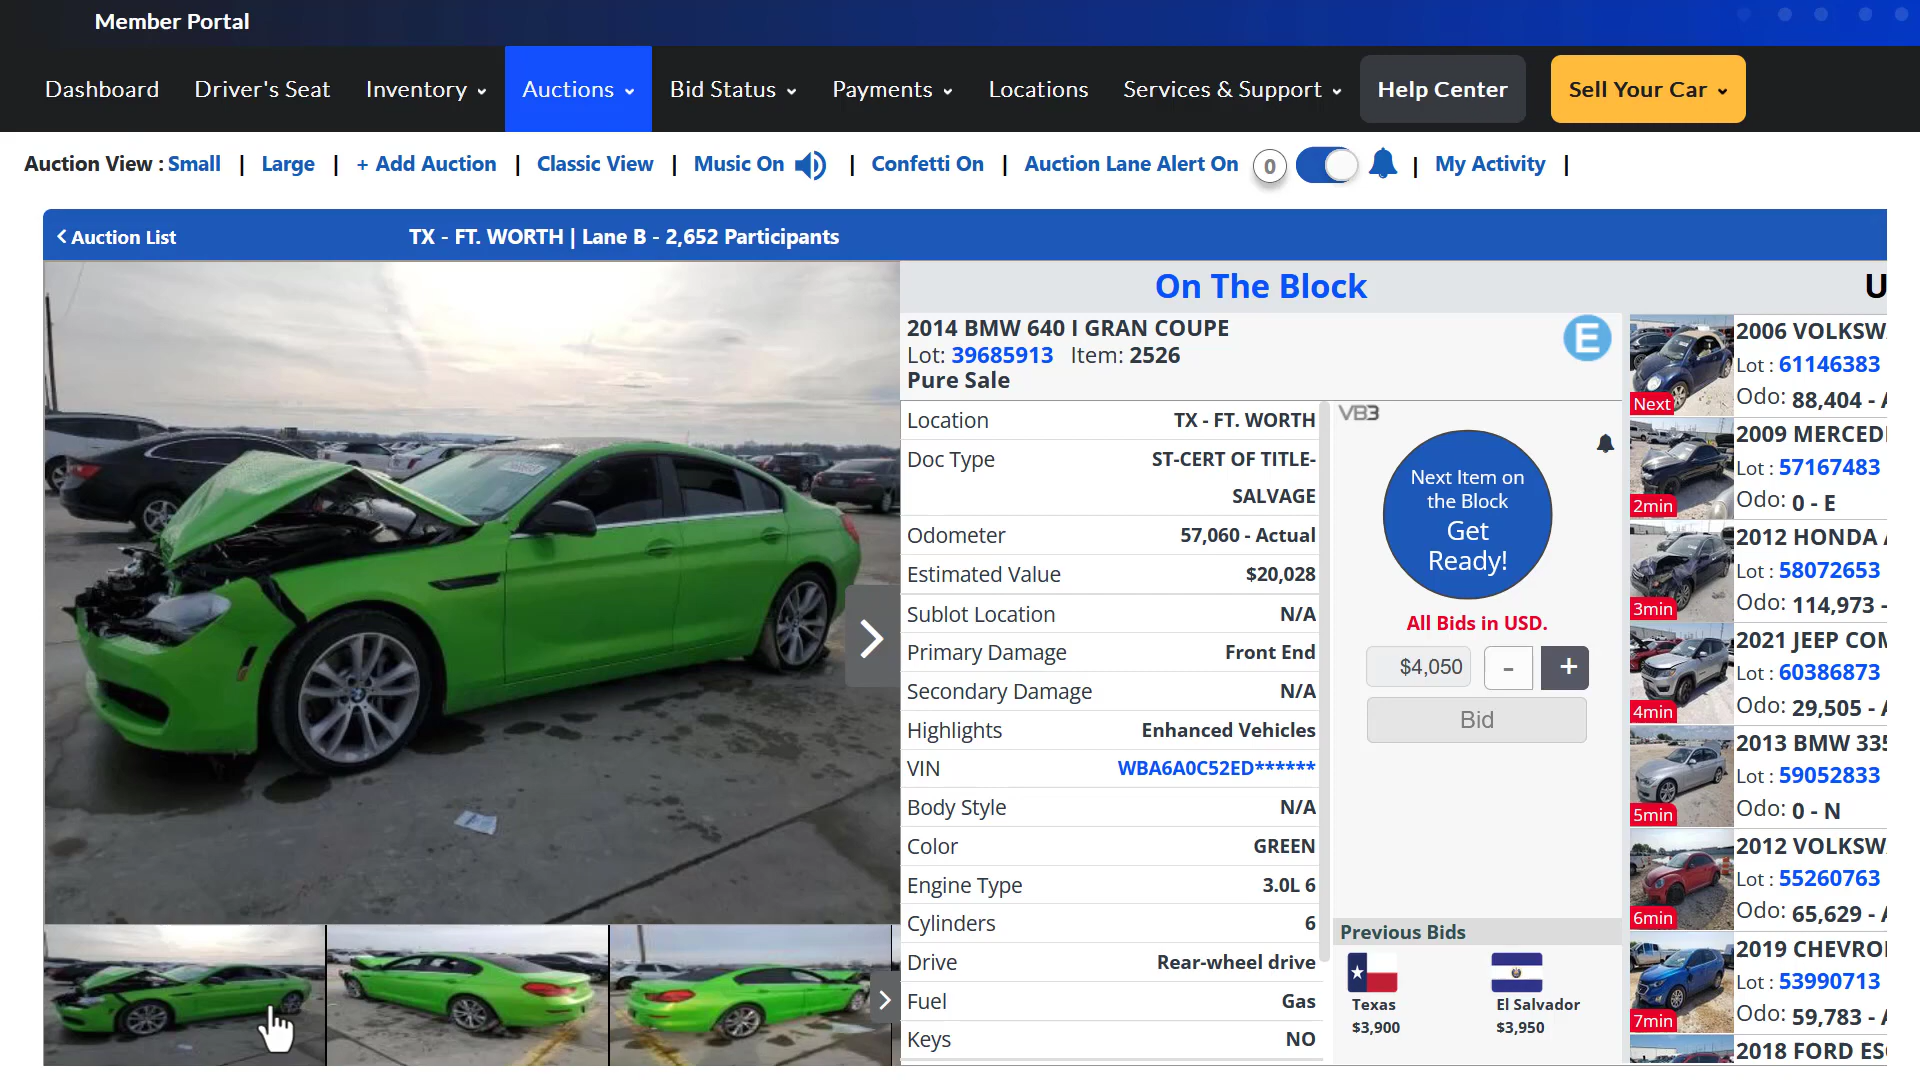 Member Portal
Dashboard
Driver's Seat
Inventory
Auctions
Bid Status
Payments
Locations
Services & Support
Help Center
Sell Your Car
Auction View : Small | Large | + Add Auction | Classic View | Music On | Confetti On | Auction Lane Alert On 0 | My Activity |
Auction List
TX - FT. WORTH | Lane B - 2,652 Participants
On The Block
2014 BMW 640 I GRAN COUPE
Lot: 39685913 Item: 2526
Pure Sale
E
Location TX - FT. WORTH
Doc Type ST-CERT OF TITLE-
SALVAGE
Odometer 57,060 - Actual
Estimated Value $20,028
Sublot Location N/A
Primary Damage Front End
Secondary Damage N/A
Highlights Enhanced Vehicles
VIN WBA6A0C52ED******
Body Style N/A
Color GREEN
Engine Type 3.0L 6
Cylinders 6
Drive Rear-wheel drive
Fuel Gas
Keys NO
VB3
Next Item on
the Block
Get
Ready!
All Bids in USD.
$4,050 - +
Bid
Previous Bids
Texas
$3,900
El Salvador
$3,950
U
2006 VOLKSW
Lot : 61146383
Odo: 88,404 - A
Next
2009 MERCEDI
Lot : 57167483
Odo: 0 - E
2min
2012 HONDA
Lot : 58072653
Odo: 114,973 -
3min
2021 JEEP COM
Lot : 60386873
Odo: 29,505 - A
4min
2013 BMW 335
Lot : 59052833
Odo: 0 - N
5min
2012 VOLKSW
Lot : 55260763
Odo: 65,629 - A
6min
2019 CHEVROI
Lot : 53990713
Odo: 59,783 - A
7min
2018 FORD ES